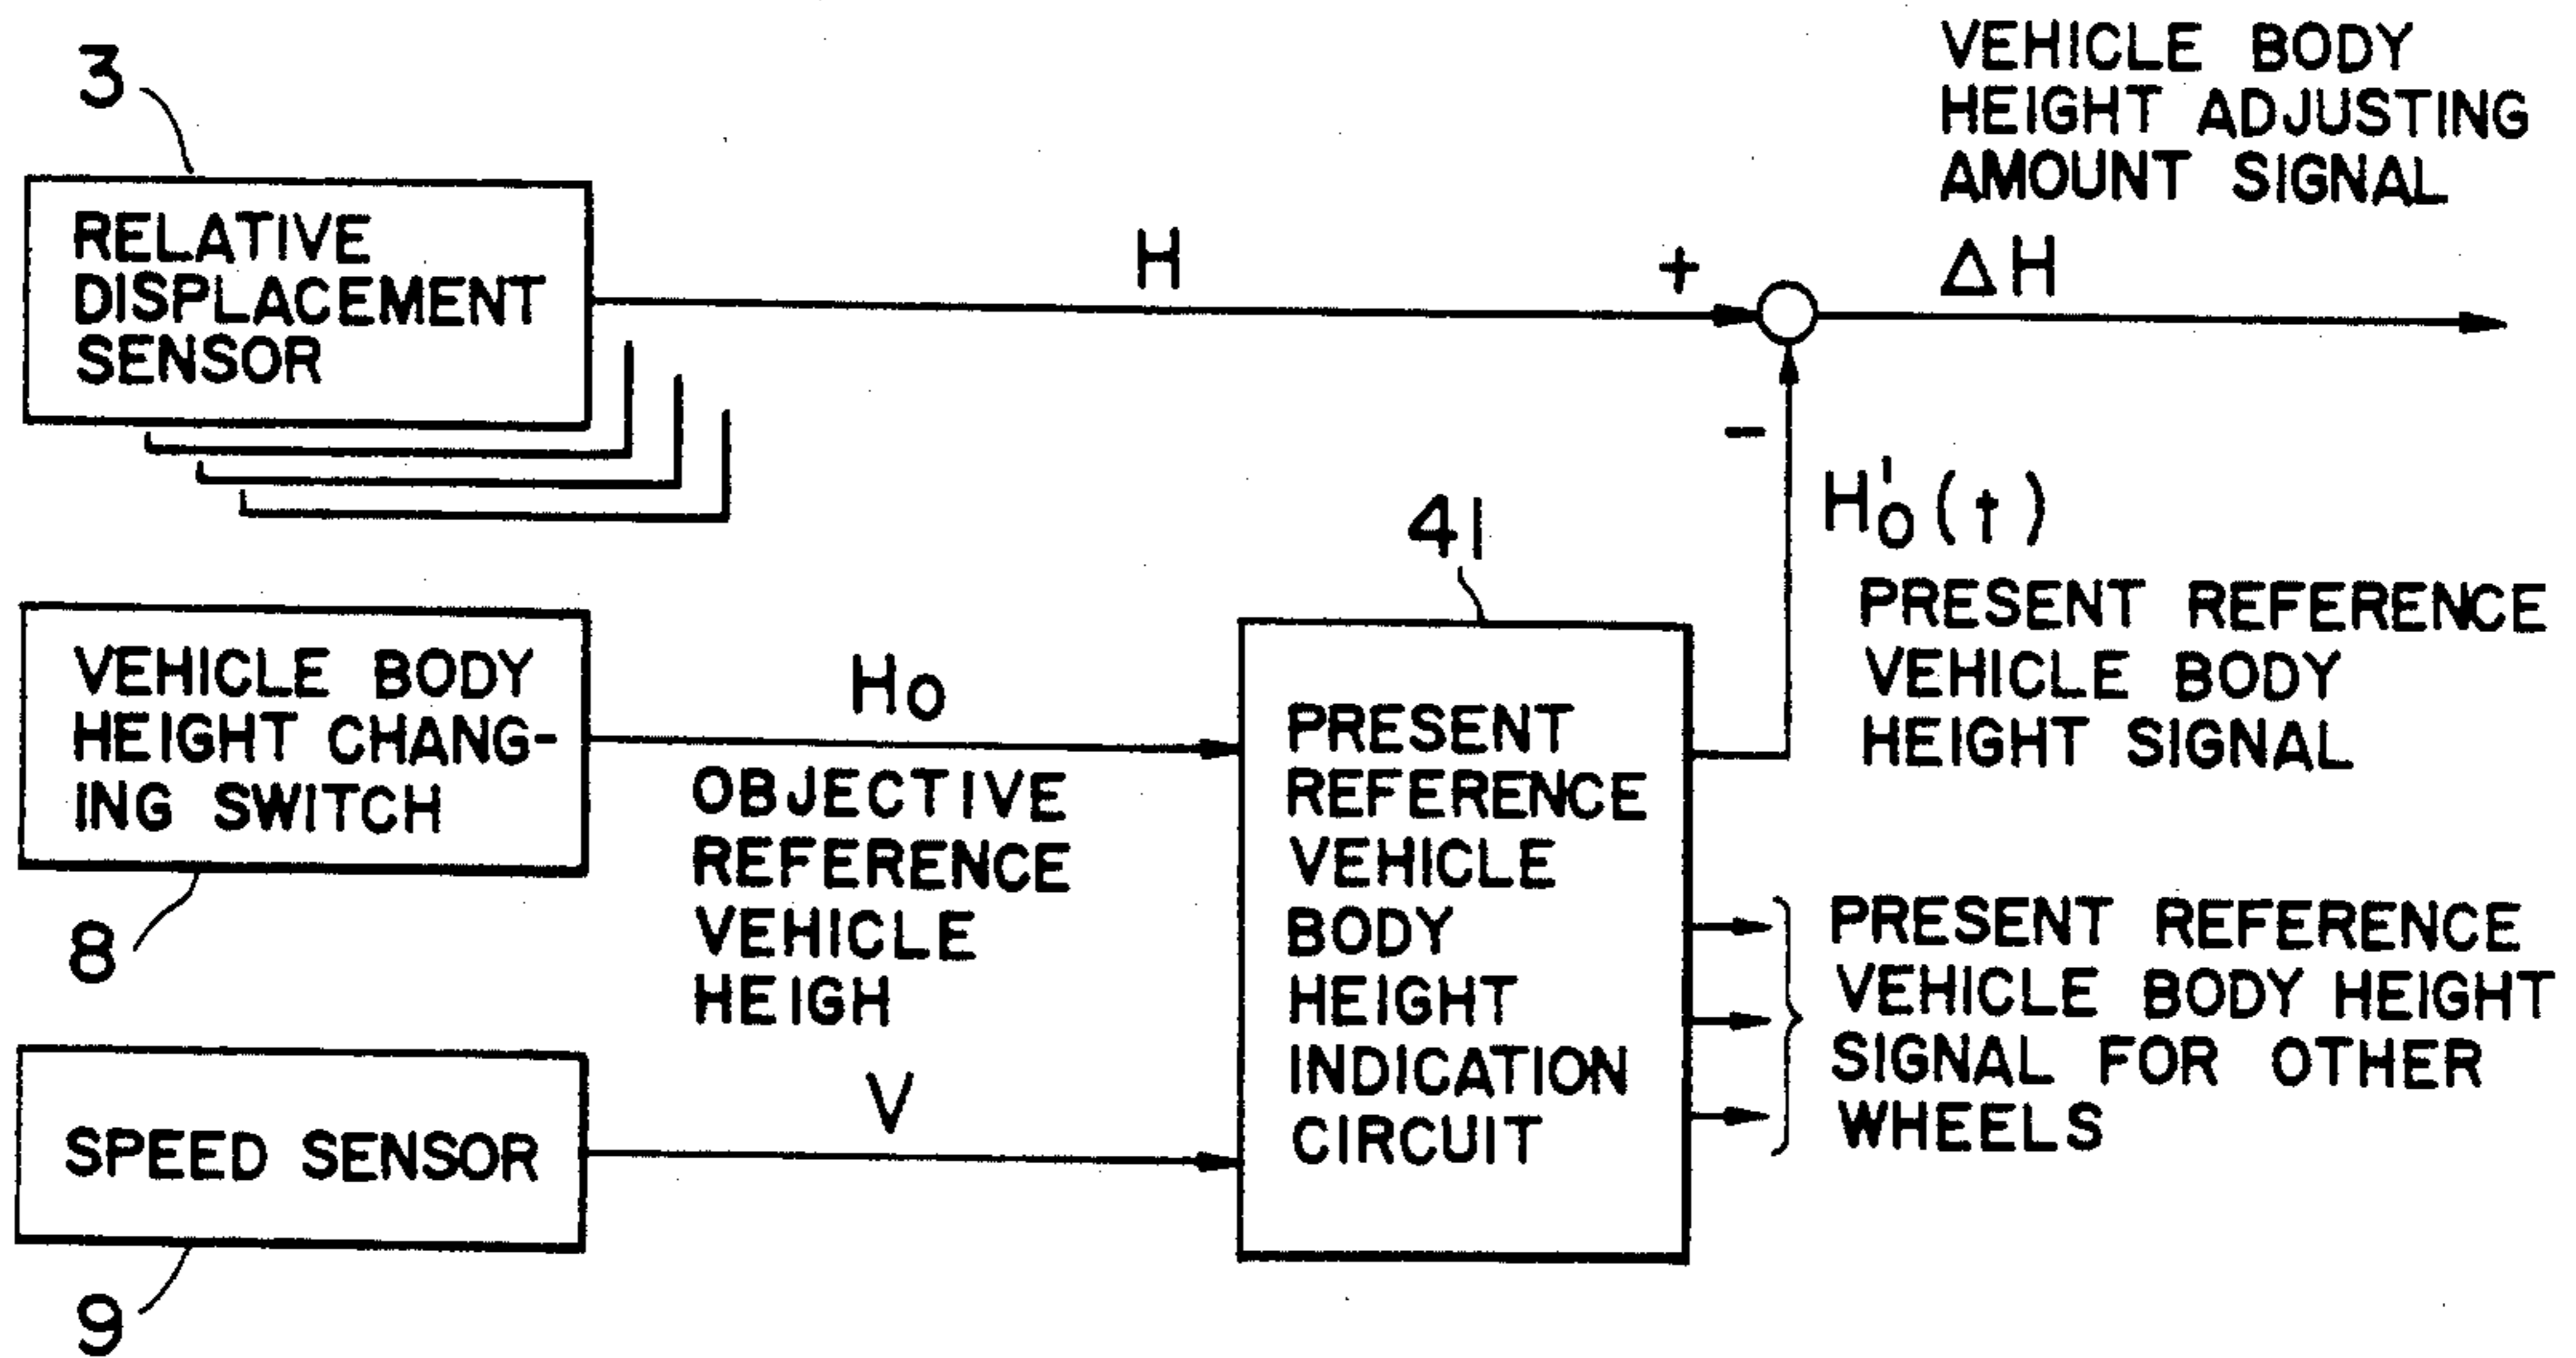 3
RELATIVE
DISPLACEMENT
SENSOR
H
+
VEHICLE BODY
HEIGHT ADJUSTING
AMOUNT SIGNAL
ΔH
-
H'0(t)
PRESENT REFERENCE
VEHICLE BODY
HEIGHT SIGNAL
VEHICLE BODY
HEIGHT CHANG-
ING SWITCH
8
H0
OBJECTIVE
REFERENCE
VEHICLE
HEIGH
41
PRESENT
REFERENCE
VEHICLE
BODY
HEIGHT
INDICATION
CIRCUIT
PRESENT REFERENCE
VEHICLE BODY HEIGHT
SIGNAL FOR OTHER
WHEELS
SPEED SENSOR
9
V